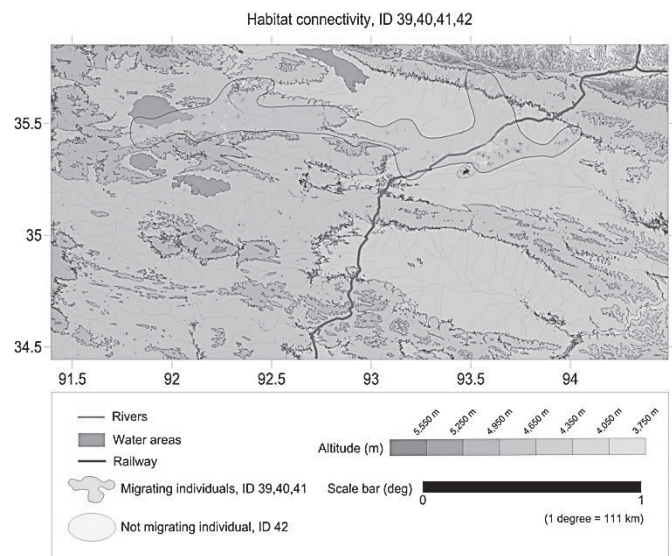 Habitat connectivity, ID 39,40,41,42
35.5
35
34.5
91.5 92 92.5 93 93.5 94
Rivers
Water areas
Railway
Migrating individuals, ID 39,40,41
Not migrating individual, ID 42
5,550 m 5,250 m 4,950 m 4,650 m 4,350 m 4,050 m 3,750 m
Altitude (m)
Scale bar (deg)
0 1
(1 degree = 111 km)